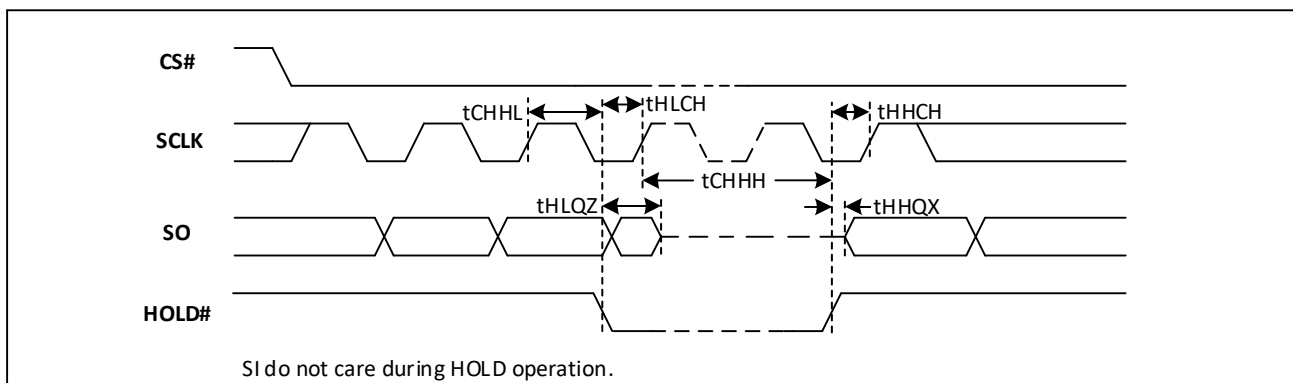 CS#
tCHHL
tHLCH
tHHCH
SCLK
tCHHH
tHLQZ
tHHQX
SO
HOLD#
SI do not care during HOLD operation.